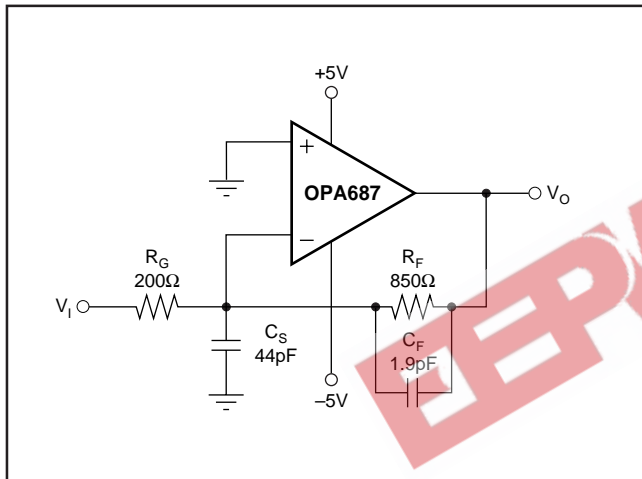 +5V
+
OPA687
−
V_O
R_G
200Ω
R_F
850Ω
V_I
C_S
44pF
C_F
1.9pF
−5V